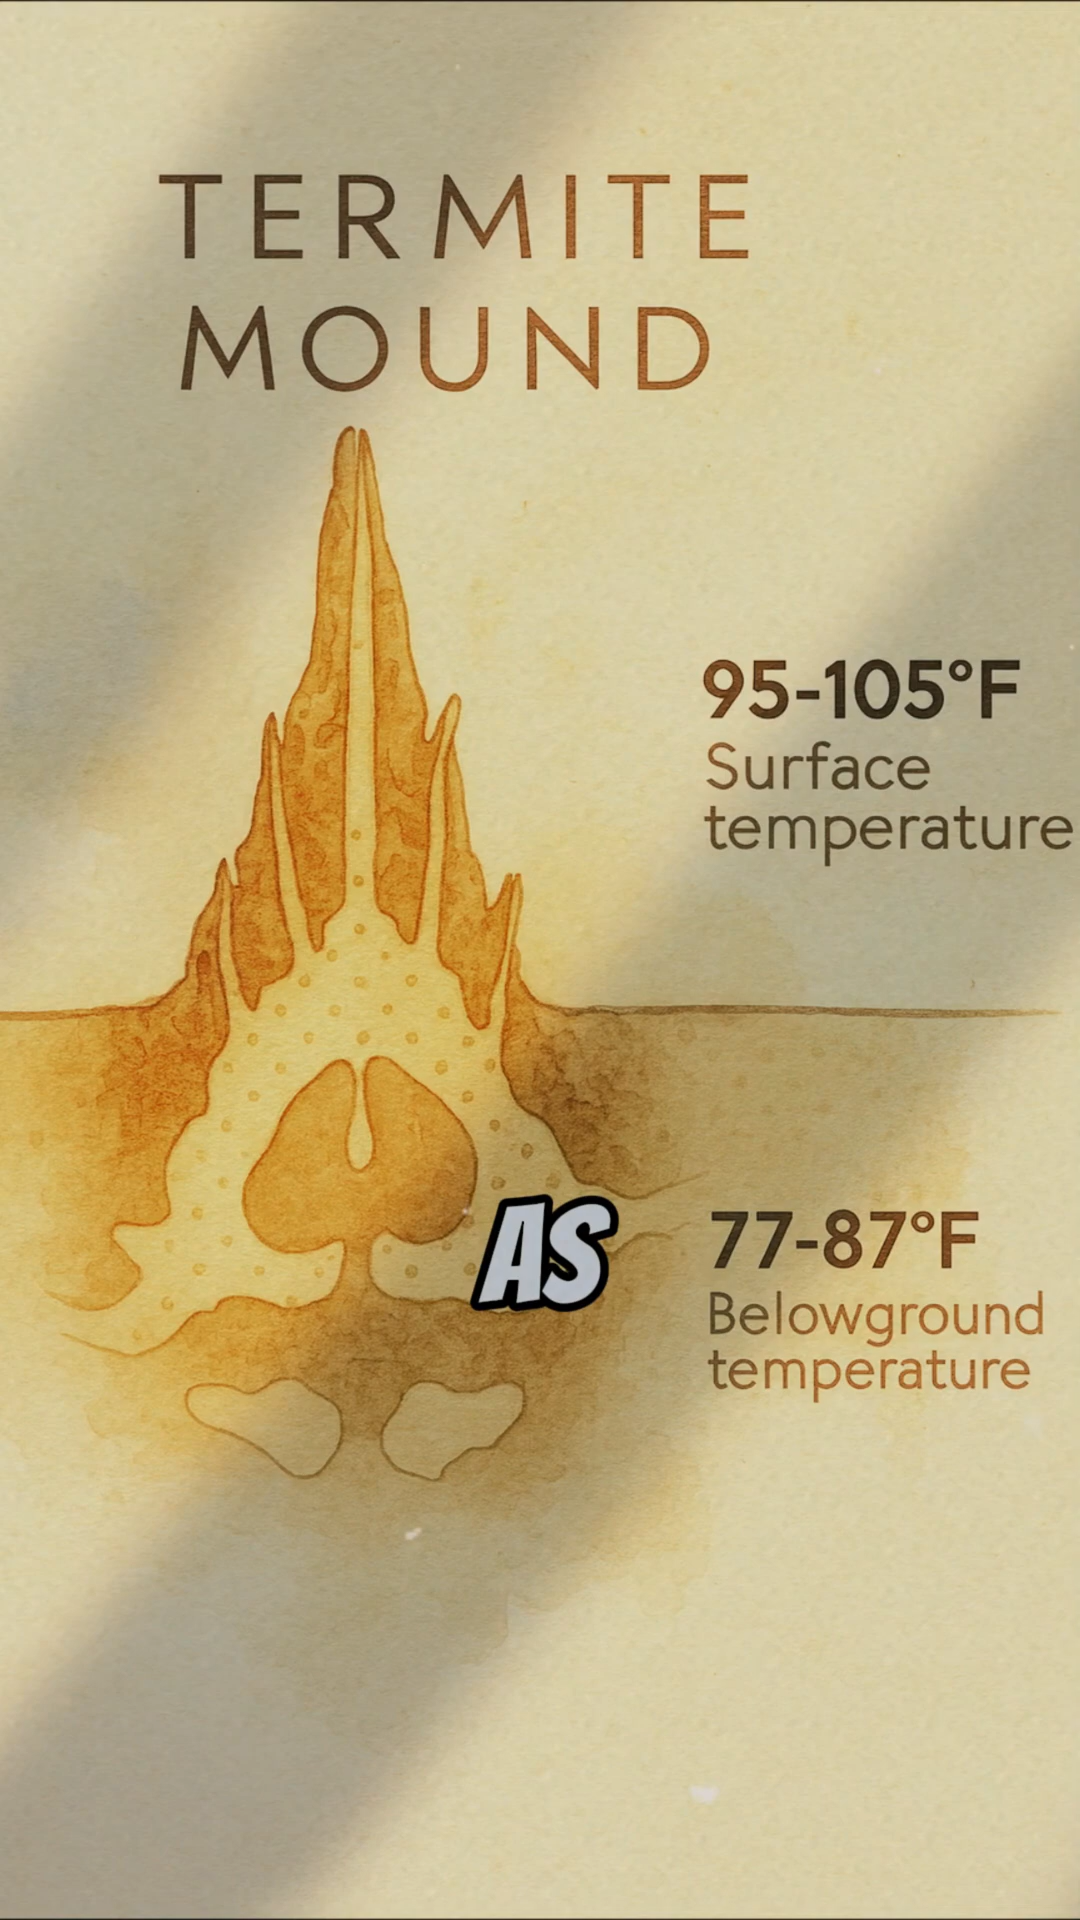 TERMITE
MOUND
95-105°F
Surface
temperature
AS
77-87°F
Belowground
temperature